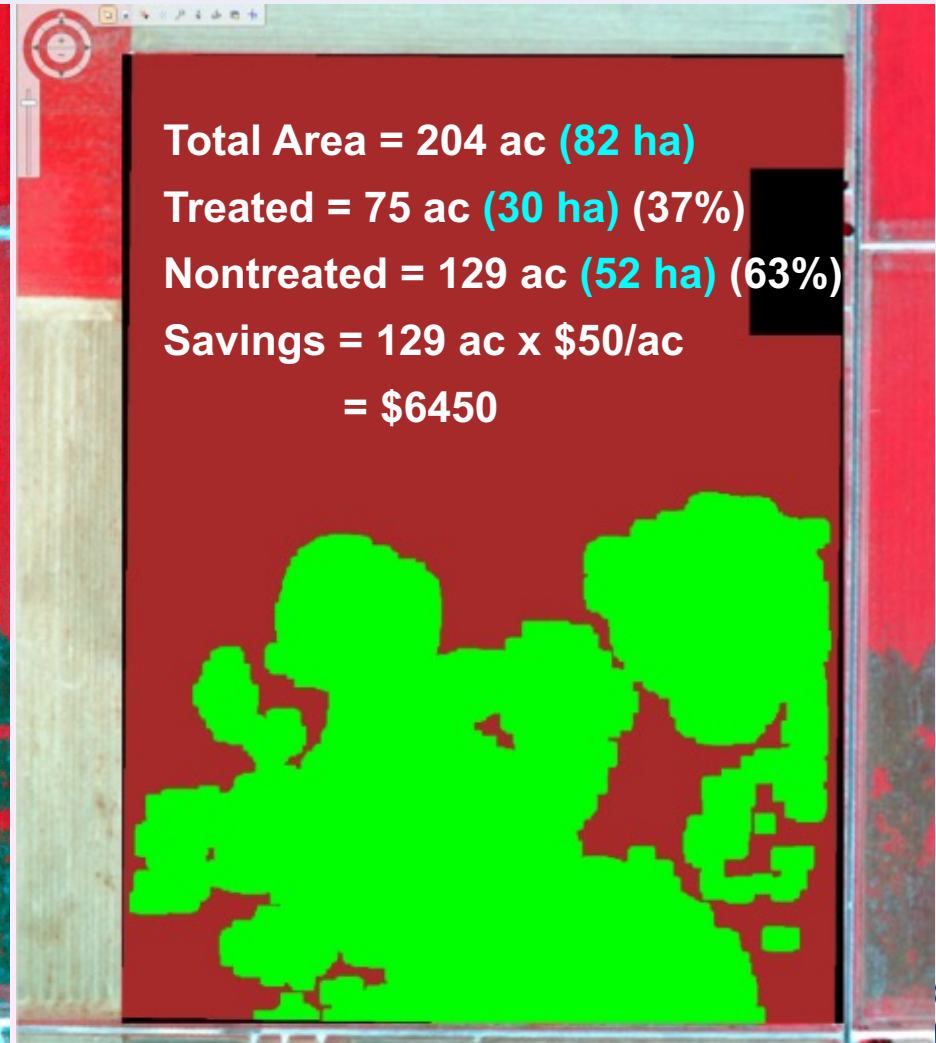 Total Area = 204 ac (82 ha)
Treated = 75 ac (30 ha) (37%)
Nontreated = 129 ac (52 ha) (63%)
Savings = 129 ac x $50/ac
= $6450